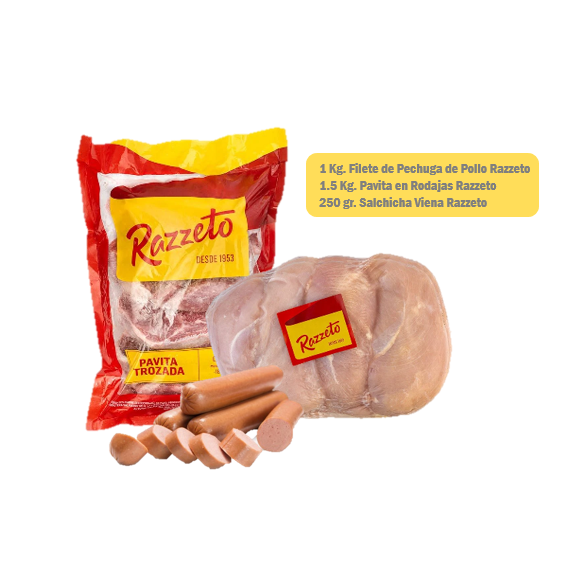 1 Kg. Filete de Pechuga de Pollo Razzeto
1.5 Kg. Pavita en Rodajas Razzeto
250 gr. Salchicha Viena Razzeto
Razzeto
DESDE 1953
Razzeto
PAVITA
TROZADA